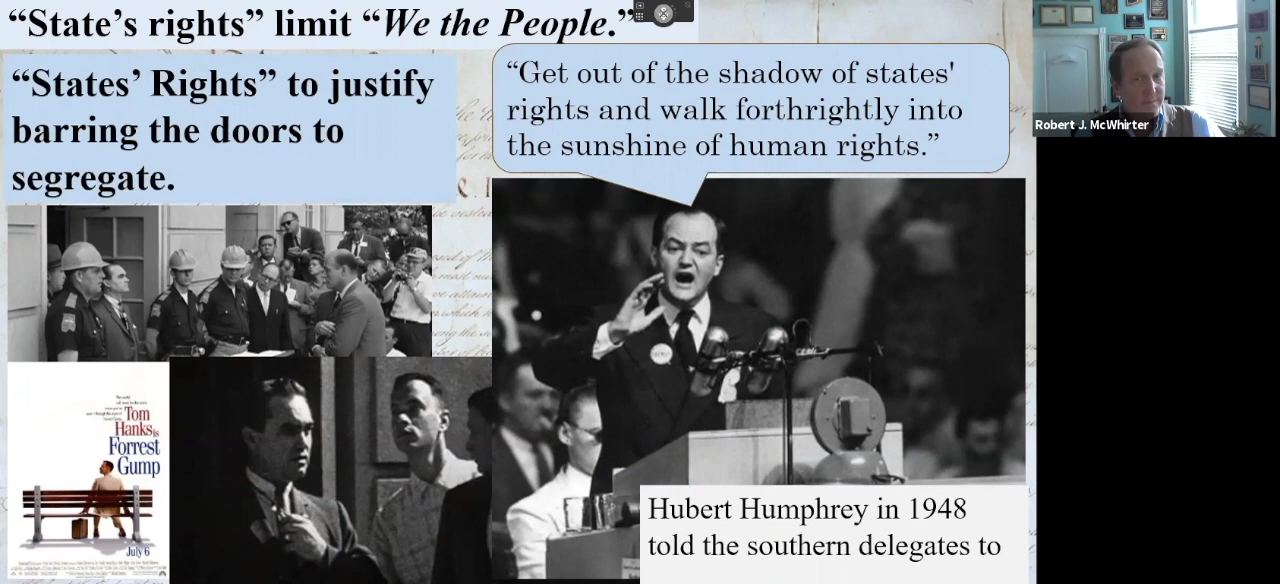 “State’s rights” limit “We the People.”
“States’ Rights” to justify
barring the doors to
segregate.
“Get out of the shadow of states'
rights and walk forthrightly into
the sunshine of human rights.”
Robert J. McWhirter
Tom
Hanks is
Forrest
Gump
July 6
Hubert Humphrey in 1948
told the southern delegates to